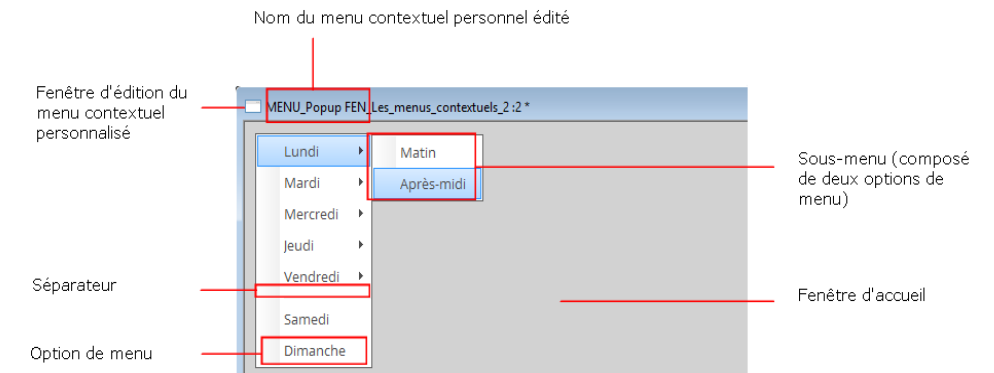 Nom du menu contextuel personnel édité
Fenêtre d'édition du
menu contextuel
personnalisé
MENU_Popup FEN_Les_menus_contextuels_2 :2 *
Lundi
Matin
Mardi
Après-midi
Mercredi
Jeudi
Vendredi
Samedi
Dimanche
Sous-menu (composé
de deux options de
menu)
Séparateur
Fenêtre d'accueil
Option de menu